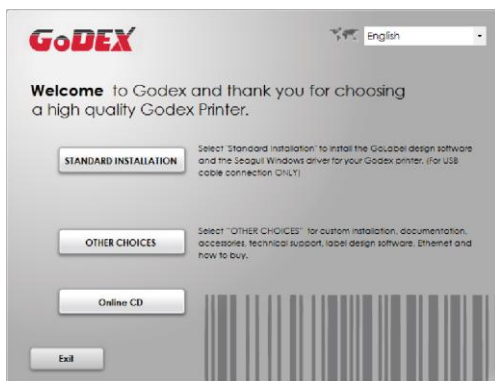 GoDEX
English
Welcome to Godex and thank you for choosing
a high quality Godex Printer.
STANDARD INSTALLATION
Select "Standard Installation" to install the GoLabel design software
and the Seagull Windows driver for your Godex printer. (For USB
cable connection ONLY)
OTHER CHOICES
Select "OTHER CHOICES" for custom installation, documentation,
accessories, technical support, label design software, Ethernet and
how to buy.
Online CD
Exit